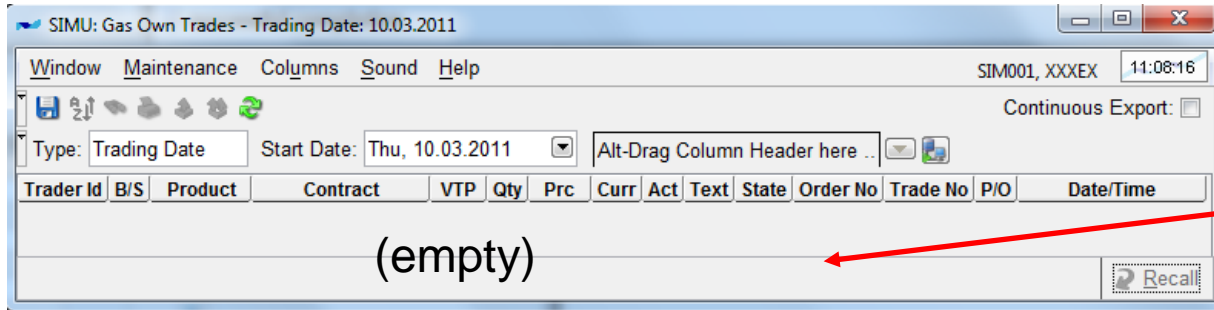 SIMU: Gas Own Trades - Trading Date: 10.03.2011
Window Maintenance Columns Sound Help SIM001, XXXEX 11:08:16
Continuous Export:
Type: Trading Date Start Date: Thu, 10.03.2011 Alt-Drag Column Header here ..
Trader Id B/S Product Contract VTP Qty Prc Curr Act Text State Order No Trade No P/O Date/Time
(empty)
Recall